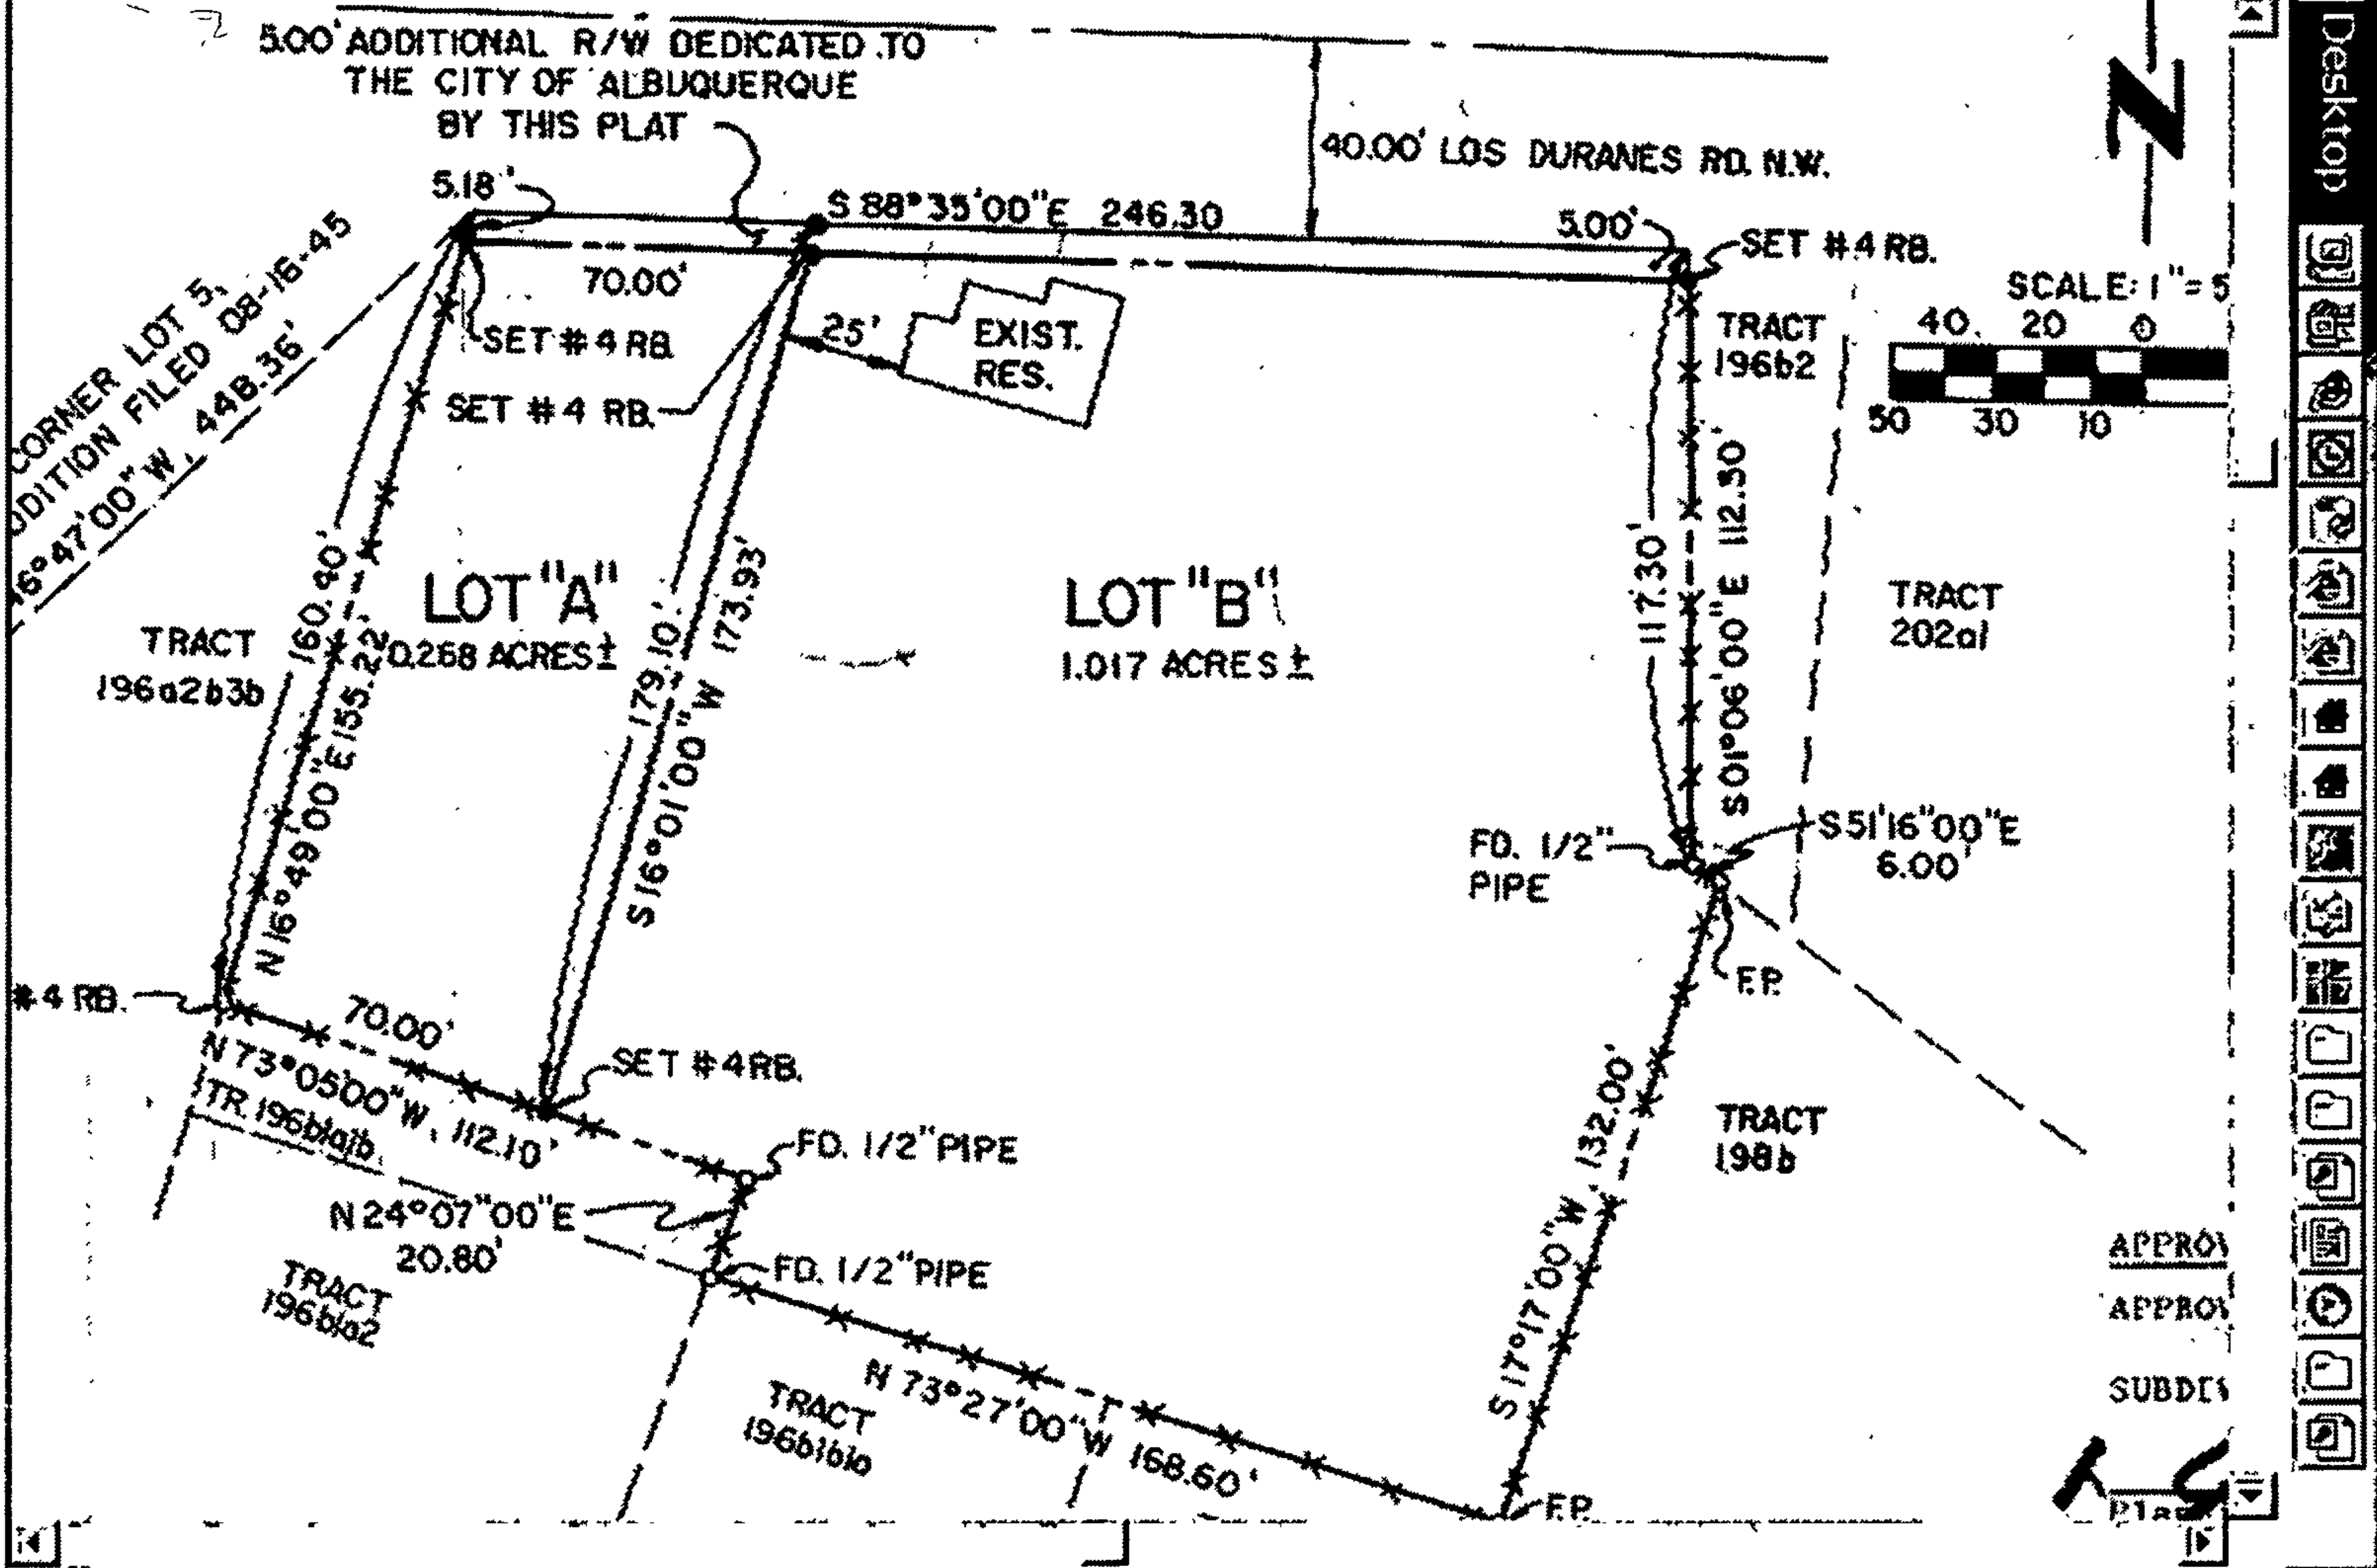 5.00' ADDITIONAL R/W DEDICATED TO
THE CITY OF ALBUQUERQUE
BY THIS PLAT
40.00' LOS DURANES RD. N.W.
5.18'
S 88°35'00"E 246.30
5.00'
SET #4 RB.
70.00'
SET #4 RB.
SET #4 RB.
25'
EXIST.
RES.
TRACT
196b2
SCALE: 1"= 5
40. 20 0
50 30 10
N
Desktop
CORNER LOT 5,
DDITION FILED 08-16-45
6°47'00"W, 448.36'
160.40'
N 16°49'00"E 155.22'
LOT "A"
0.268 ACRES±
179.10'
S 16°01'00"W 173.93'
LOT "B"
1.017 ACRES±
117.30'
S 01°06'00"E 112.30'
TRACT
202a1
TRACT
196a2b3b
FD. 1/2"
PIPE
S 51'16"00"E
6.00'
F.P.
#4 RB.
70.00'
N 73°05'00"W, 112.10'
SET #4 RB.
FD. 1/2" PIPE
N 24°07"00"E
20.80'
FD. 1/2" PIPE
TRACT
TRACT
S 17°17'00"W, 132.00'
TRACT
198b
N 73°27'00"W 168.60'
F.P.
APPROV
APPROV